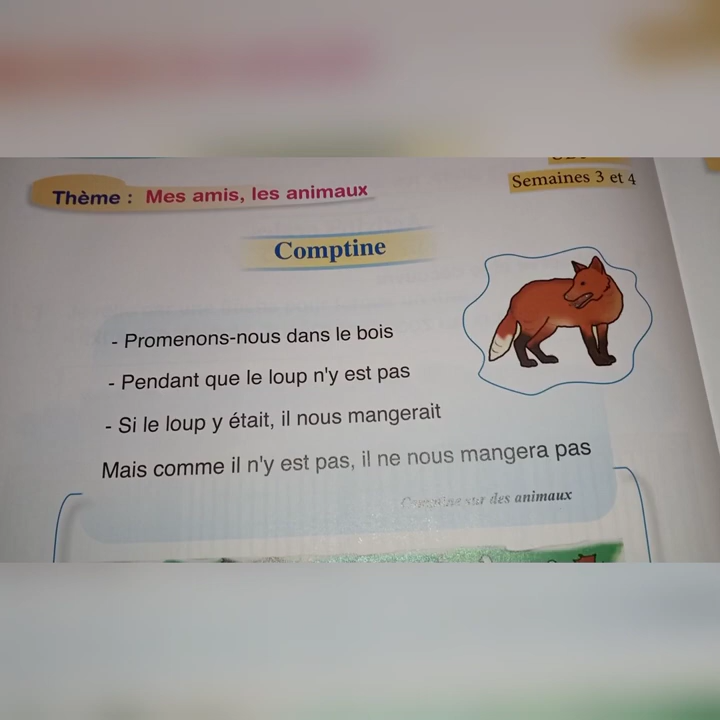 Thème : Mes amis, les animaux
Semaines 3 et 4
Comptine
- Promenons-nous dans le bois
- Pendant que le loup n'y est pas
- Si le loup y était, il nous mangerait
Mais comme il n'y est pas, il ne nous mangera pas
Comptine sur des animaux